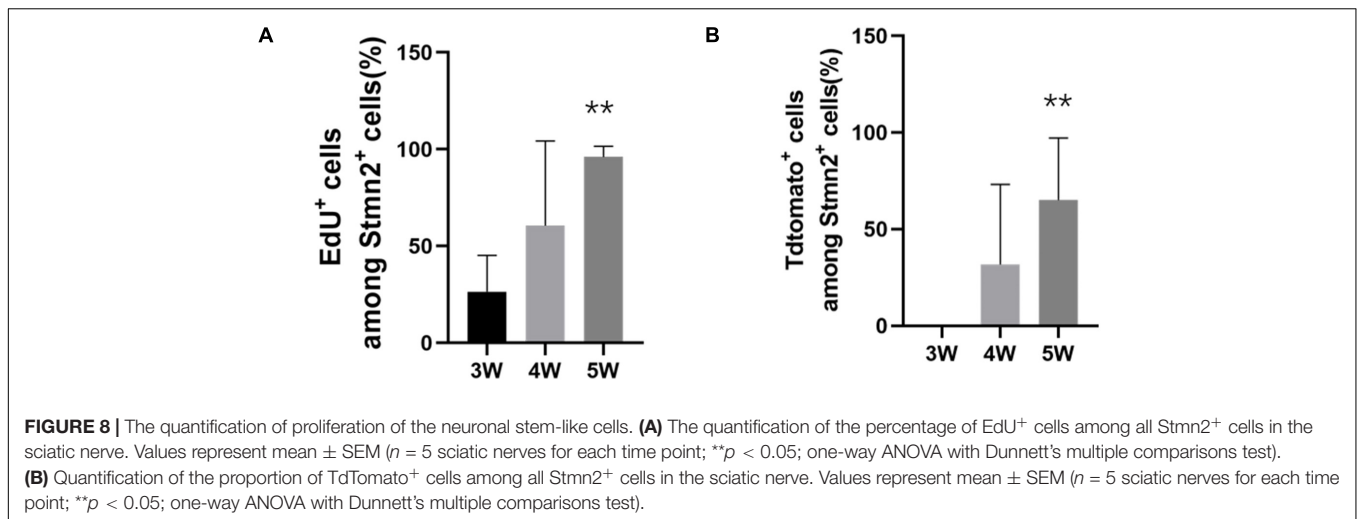 A
EdU⁺ cells
among Stmn2⁺ cells(%)
150
100
50
0
**
3W 4W 5W
B
Tdtomato⁺ cells
among Stmn2⁺ cells(%)
150
100
50
0
**
3W 4W 5W
FIGURE 8 | The quantification of proliferation of the neuronal stem-like cells. (A) The quantification of the percentage of EdU⁺ cells among all Stmn2⁺ cells in the
sciatic nerve. Values represent mean ± SEM (n = 5 sciatic nerves for each time point; **p < 0.05; one-way ANOVA with Dunnett’s multiple comparisons test).
(B) Quantification of the proportion of TdTomato⁺ cells among all Stmn2⁺ cells in the sciatic nerve. Values represent mean ± SEM (n = 5 sciatic nerves for each time
point; **p < 0.05; one-way ANOVA with Dunnett’s multiple comparisons test).